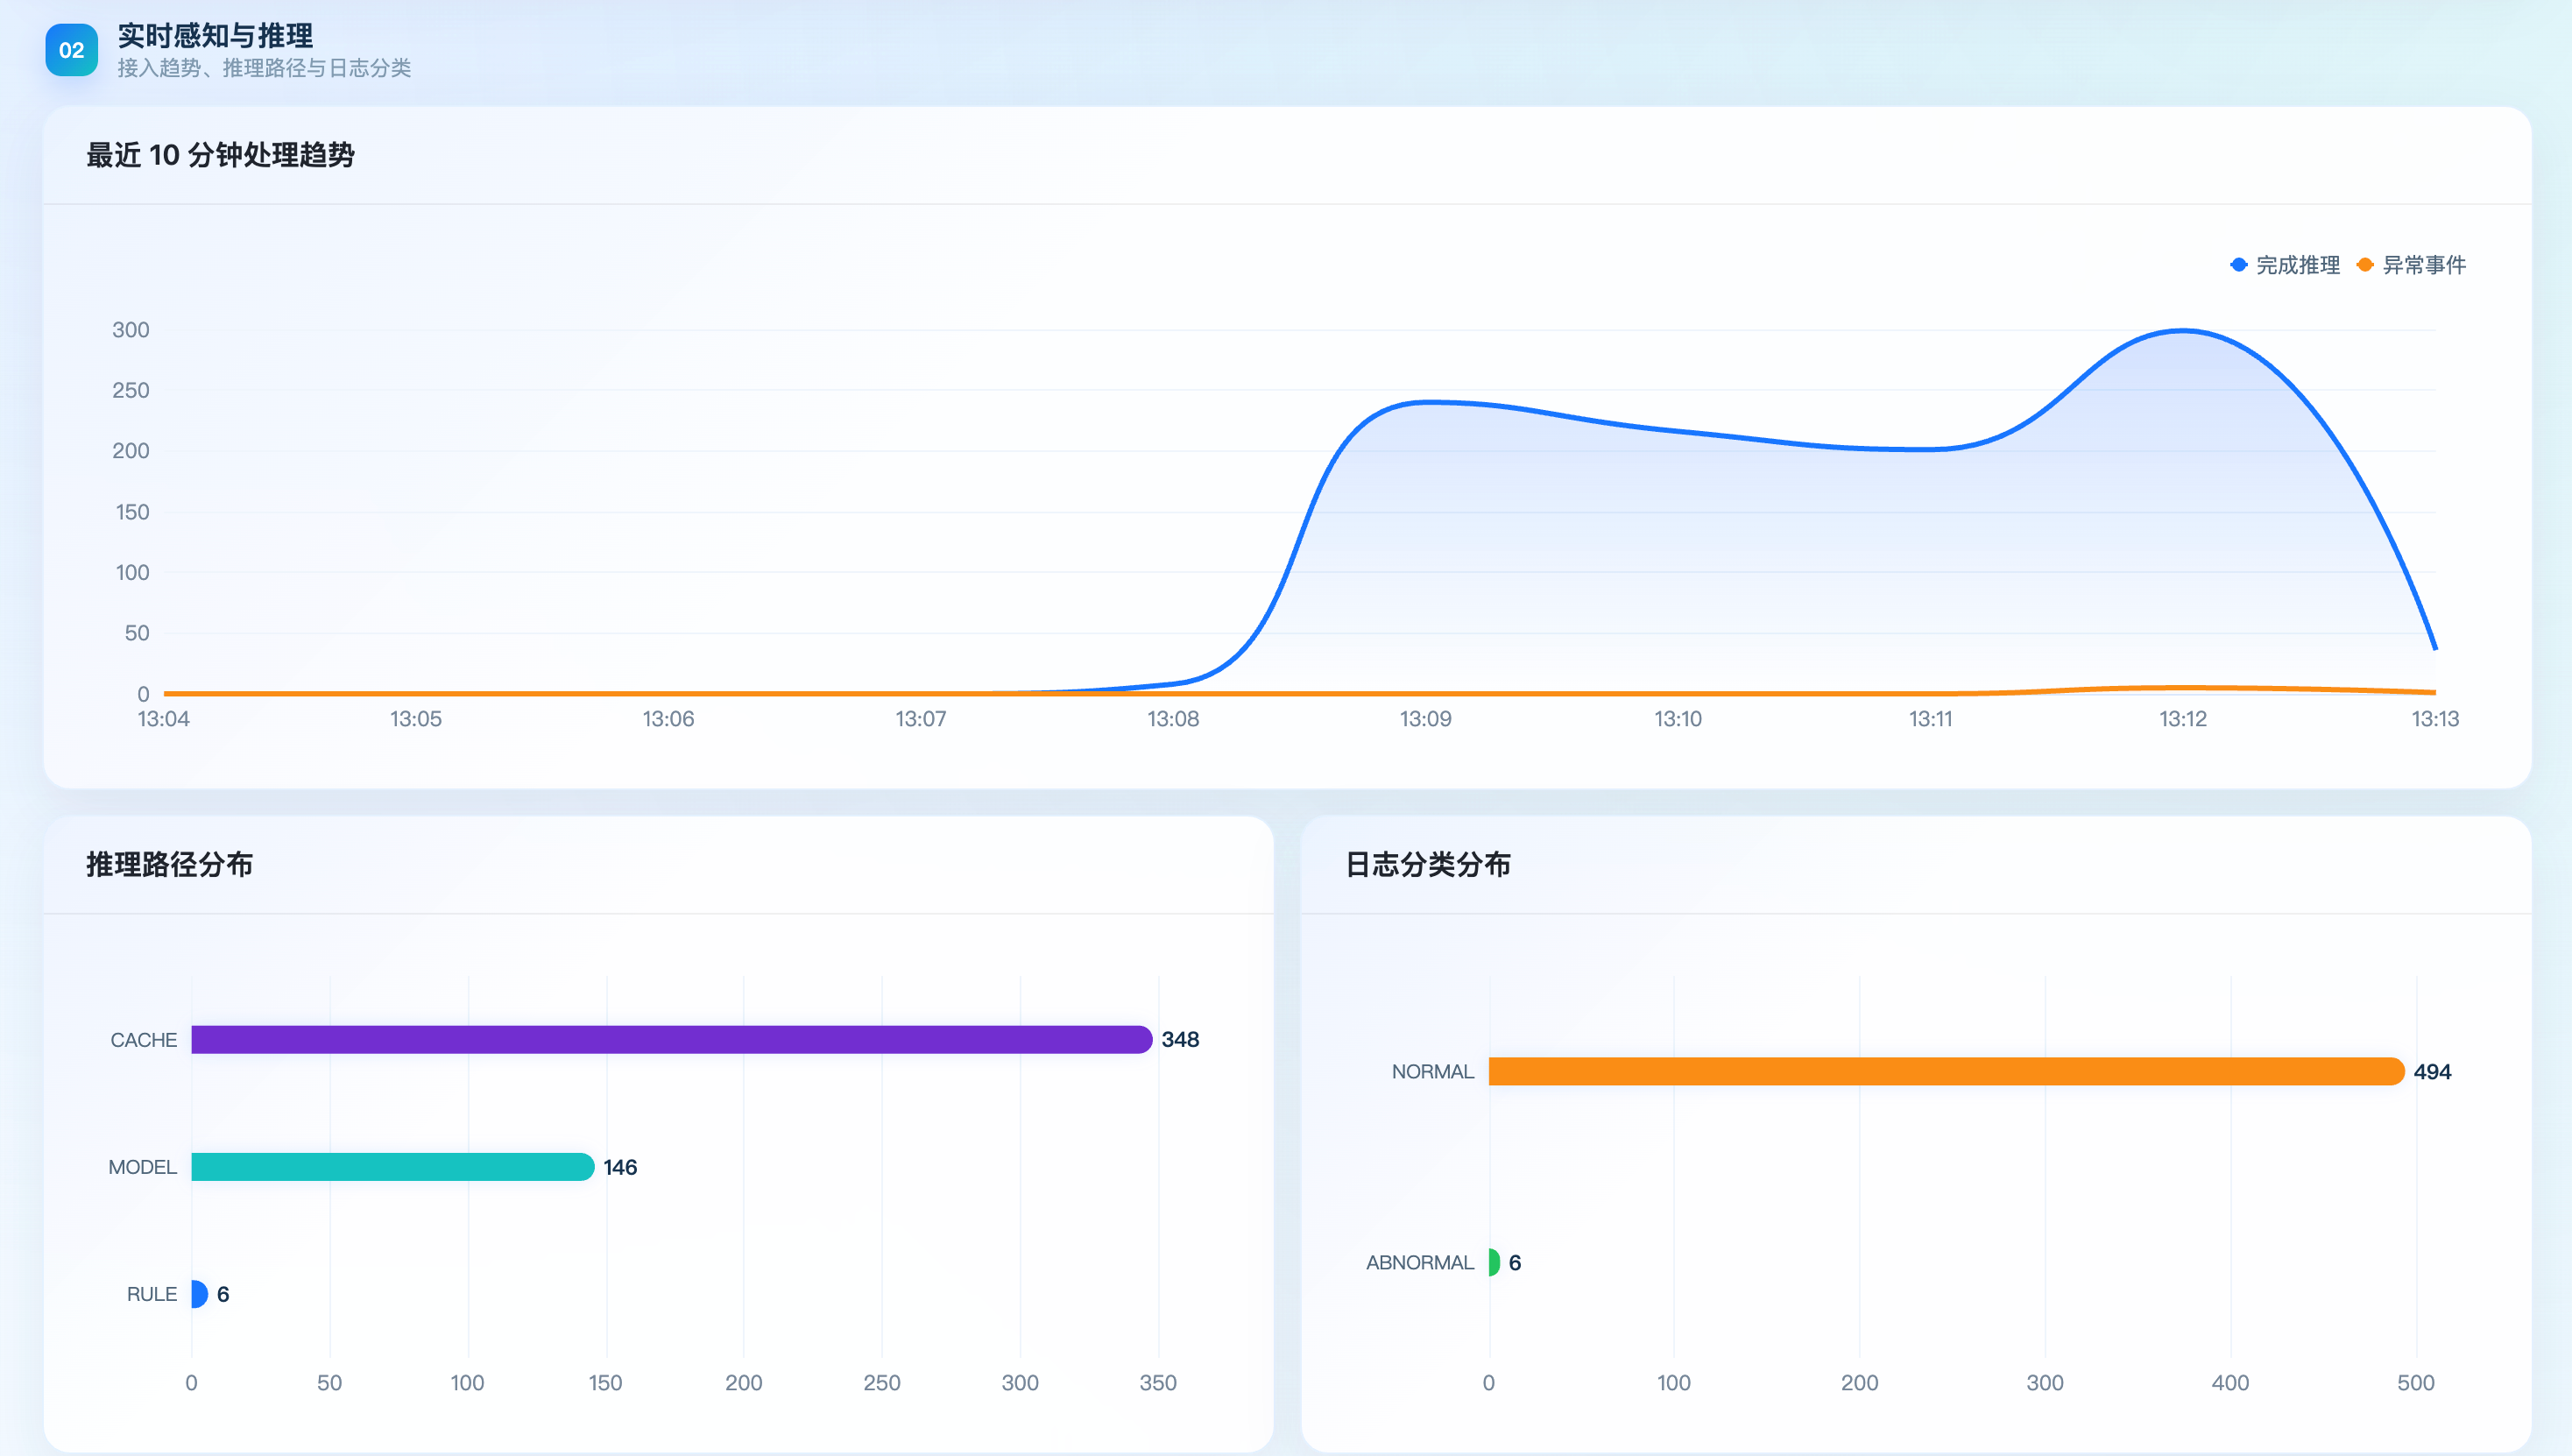 02
实时感知与推理
接入趋势、推理路径与日志分类
最近 10 分钟处理趋势
完成推理 异常事件
300
250
200
150
100
50
0
13:04 13:05 13:06 13:07 13:08 13:09 13:10 13:11 13:12 13:13
推理路径分布
CACHE 348
MODEL 146
RULE 6
0 50 100 150 200 250 300 350
日志分类分布
NORMAL 494
ABNORMAL 6
0 100 200 300 400 500